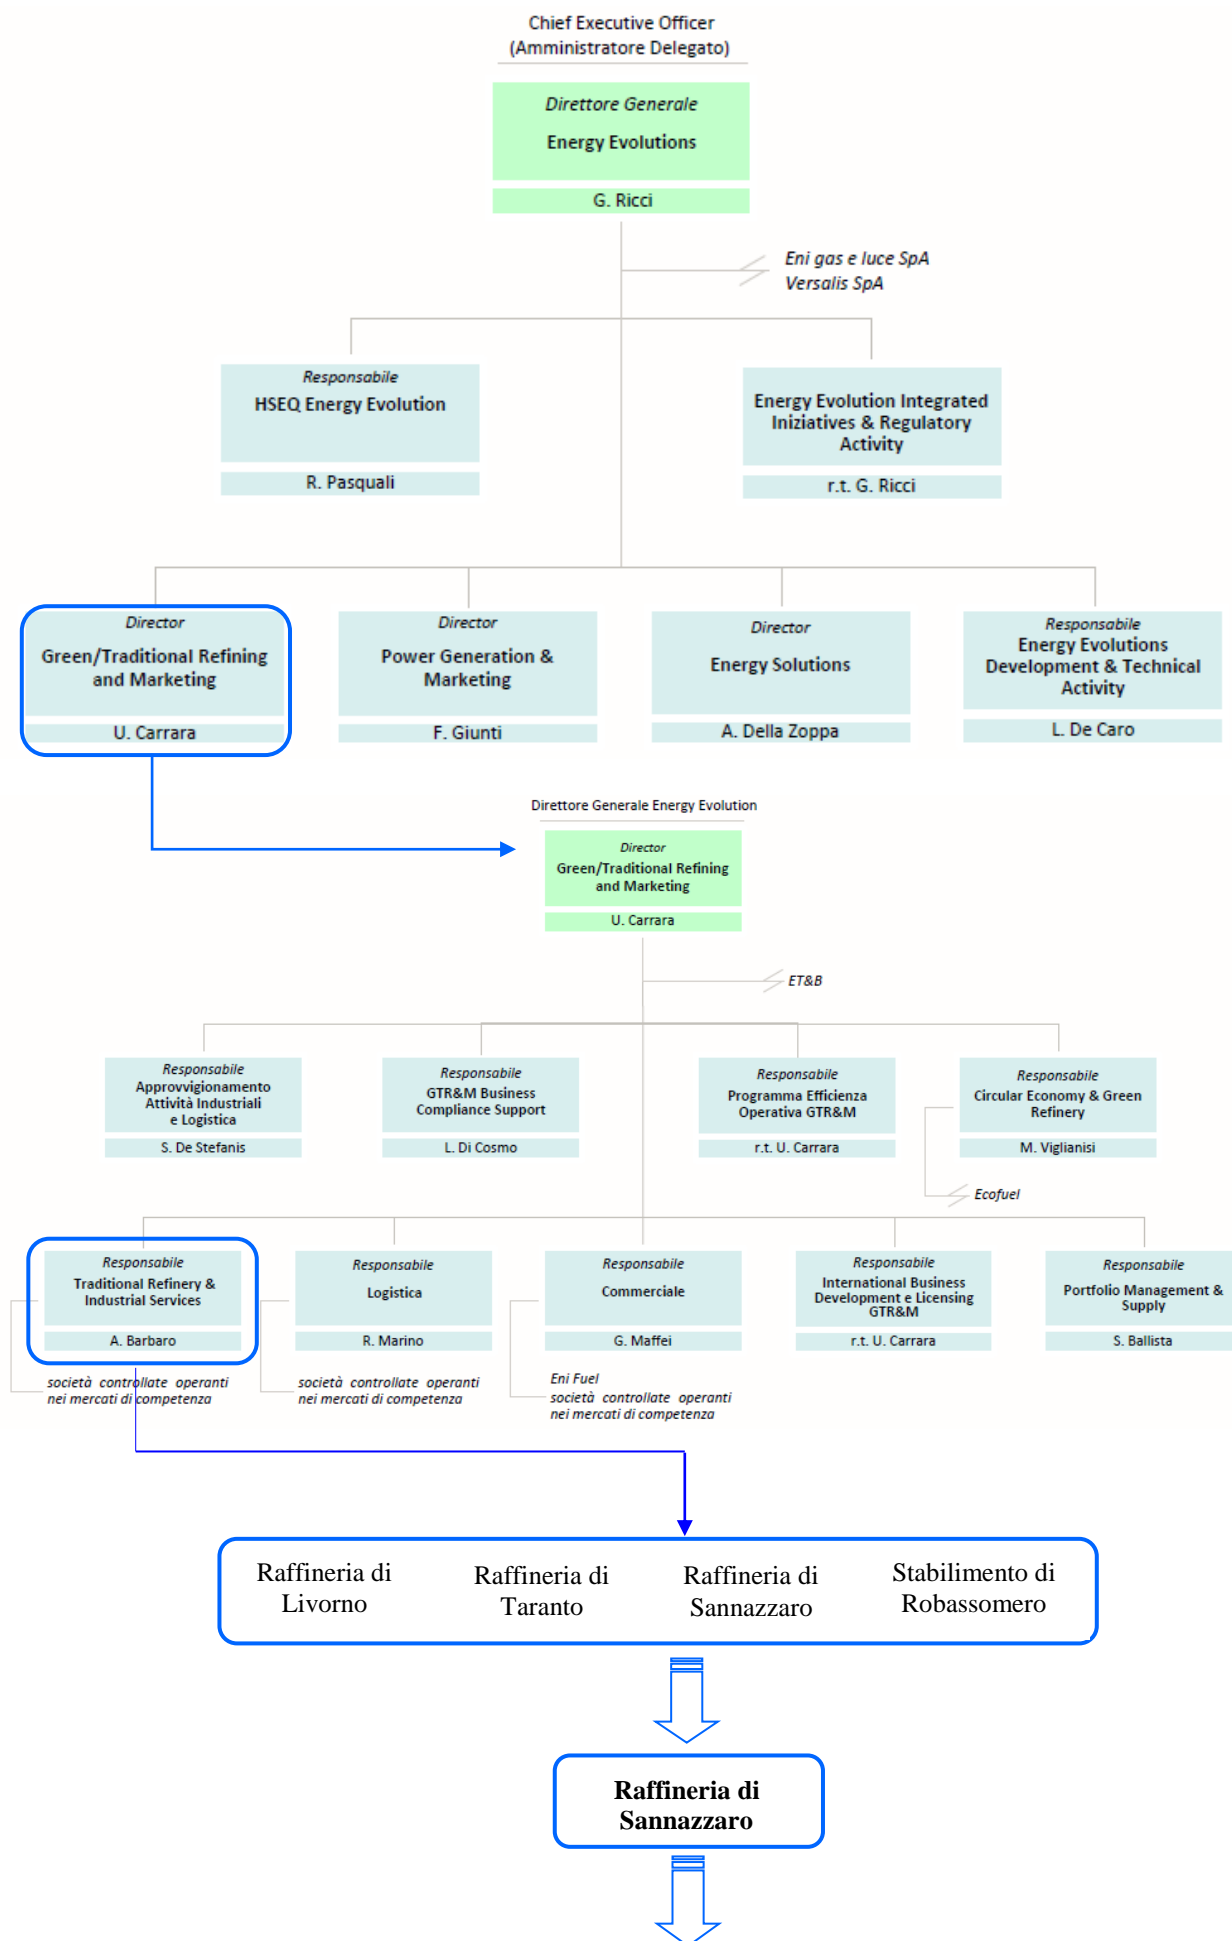 Chief Executive Officer
(Amministratore Delegato)
Direttore Generale
Energy Evolutions
G. Ricci
Eni gas e luce SpA
Versalis SpA
Responsabile
HSEQ Energy Evolution
R. Pasquali
Energy Evolution Integrated
Iniziatives & Regulatory
Activity
r.t. G. Ricci
Director
Green/Traditional Refining
and Marketing
U. Carrara
Director
Power Generation &
Marketing
F. Giunti
Director
Energy Solutions
A. Della Zoppa
Responsabile
Energy Evolutions
Development & Technical
Activity
L. De Caro
Direttore Generale Energy Evolution
Director
Green/Traditional Refining
and Marketing
U. Carrara
ET&B
Responsabile
Approvvigionamento
Attività Industriali
e Logistica
S. De Stefanis
Responsabile
GTR&M Business
Compliance Support
L. Di Cosmo
Responsabile
Programma Efficienza
Operativa GTR&M
r.t. U. Carrara
Responsabile
Circular Economy & Green
Refinery
M. Viglianisi
Ecofuel
Responsabile
Traditional Refinery &
Industrial Services
A. Barbaro
società controllate operanti
nei mercati di competenza
Responsabile
Logistica
R. Marino
società controllate operanti
nei mercati di competenza
Responsabile
Commerciale
G. Maffei
Eni Fuel
società controllate operanti
nei mercati di competenza
Responsabile
International Business
Development e Licensing
GTR&M
r.t. U. Carrara
Responsabile
Portfolio Management &
Supply
S. Ballista
Raffineria di
Livorno
Raffineria di
Taranto
Raffineria di
Sannazzaro
Stabilimento di
Robassomero
Raffineria di
Sannazzaro